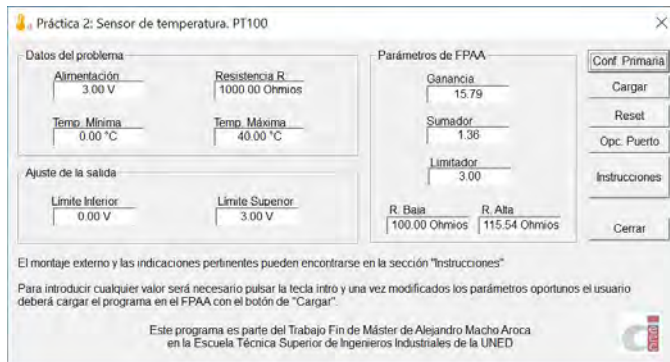 Práctica 2: Sensor de temperatura. PT100
Datos del problema
Alimentación
3.00 V
Resistencia R
1000.00 Ohmios
Temp. Mínima
0.00 °C
Temp. Máxima
40.00 °C
Ajuste de la salida
Límite Inferior
0.00 V
Límite Superior
3.00 V
Parámetros de FPAA
Ganancia
15.79
Sumador
1.36
Limitador
3.00
R. Baja
100.00 Ohmios
R. Alta
115.54 Ohmios
Conf. Primaria
Cargar
Reset
Opc. Puerto
Instrucciones
Cerrar
El montaje externo y las indicaciones pertinentes pueden encontrarse en la sección "Instrucciones"
Para introducir cualquier valor será necesario pulsar la tecla intro y una vez modificados los parámetros oportunos el usuario
deberá cargar el programa en el FPAA con el botón de "Cargar".
Este programa es parte del Trabajo Fin de Máster de Alejandro Macho Aroca
en la Escuela Técnica Superior de Ingenieros Industriales de la UNED